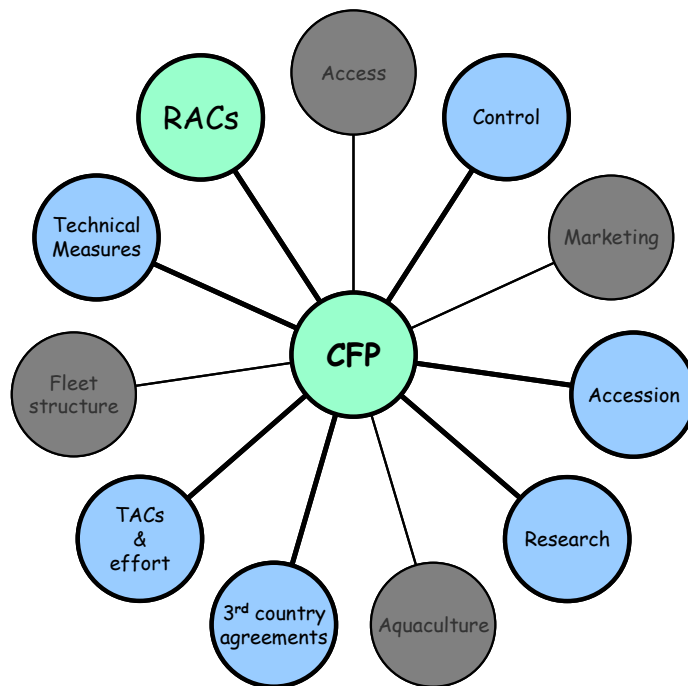 Access
RACs
Control
Technical
Measures
Marketing
CFP
Fleet
structure
Accession
TACs
&
effort
Research
3rd country
agreements
Aquaculture